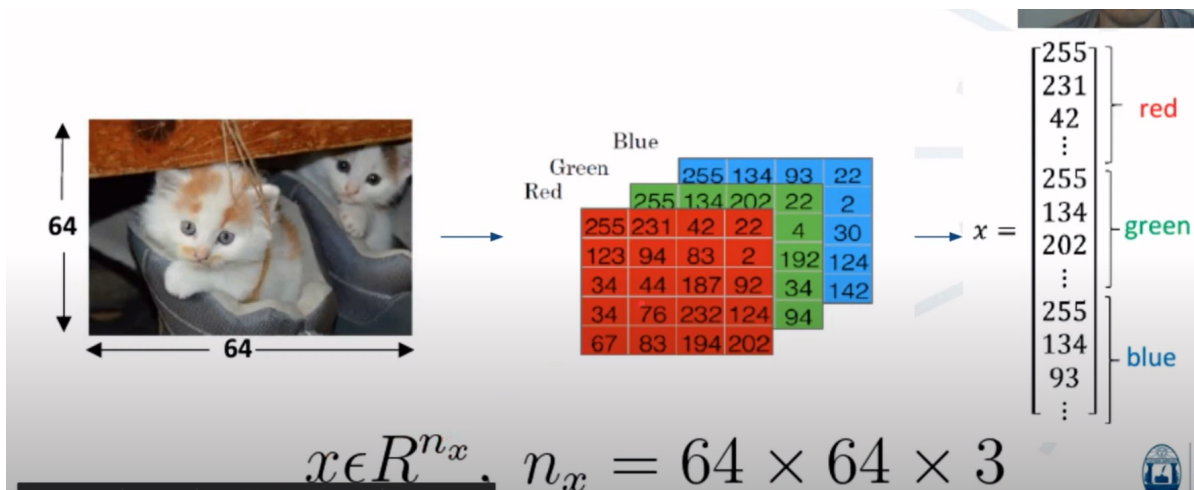 64
64
Blue
Green
Red
255 134 93 22
2
30
124
142
255 134 202 22
4
192
34
94
255 231 42 22
123 94 83 2
34 44 187 92
34 76 232 124
67 83 194 202
x =
255
231
42
⋮
255
134
202
⋮
255
134
93
⋮
red
green
blue
xϵR^{n_x}, n_x = 64 × 64 × 3